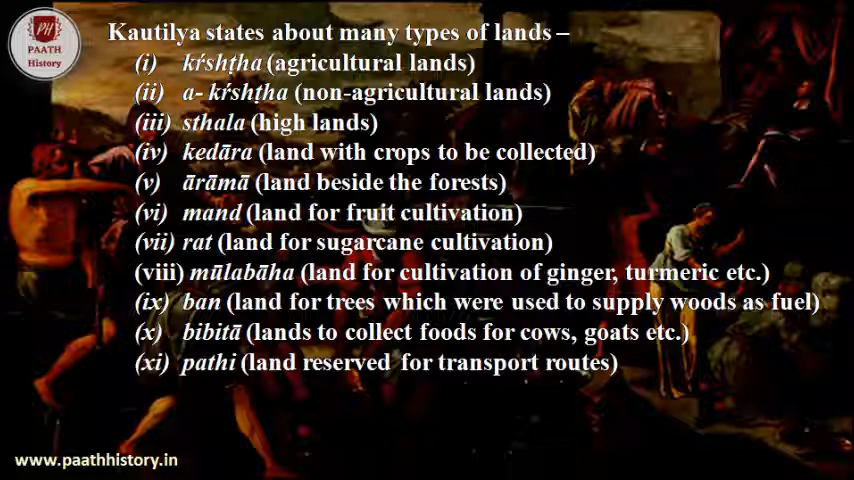 PH
PAATH
History
Kautilya states about many types of lands –
(i) kŕshṭha (agricultural lands)
(ii) a- kŕshṭha (non-agricultural lands)
(iii) sthala (high lands)
(iv) kedāra (land with crops to be collected)
(v) ārāmā (land beside the forests)
(vi) mand (land for fruit cultivation)
(vii) rat (land for sugarcane cultivation)
(viii) mūlabāha (land for cultivation of ginger, turmeric etc.)
(ix) ban (land for trees which were used to supply woods as fuel)
(x) bibitā (lands to collect foods for cows, goats etc.)
(xi) pathi (land reserved for transport routes)
www.paathhistory.in